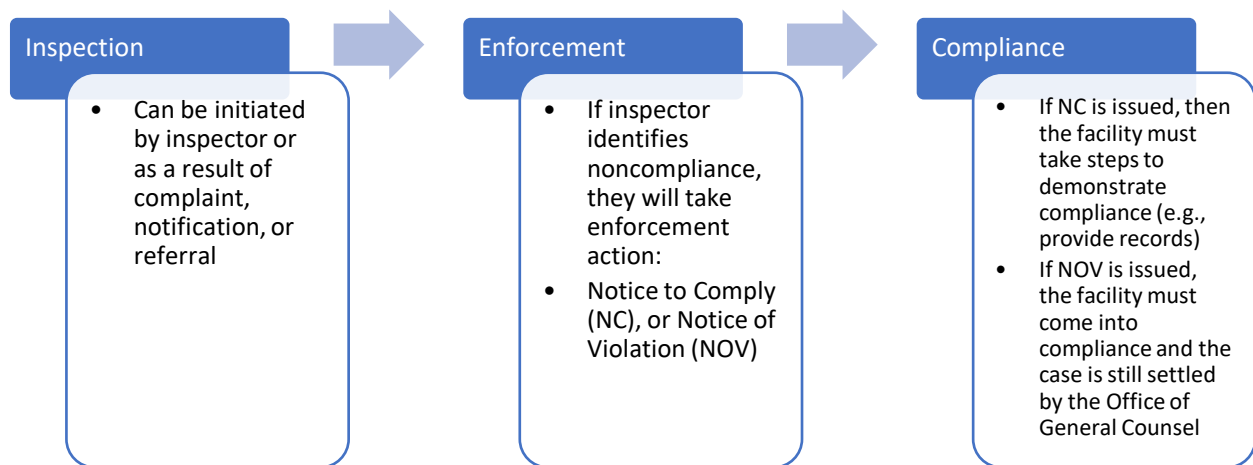 Inspection
• Can be initiated
by inspector or
as a result of
complaint,
notification, or
referral
Enforcement
• If inspector
identifies
noncompliance,
they will take
enforcement
action:
• Notice to Comply
(NC), or Notice of
Violation (NOV)
Compliance
• If NC is issued, then
the facility must
take steps to
demonstrate
compliance (e.g.,
provide records)
• If NOV is issued,
the facility must
come into
compliance and the
case is still settled
by the Office of
General Counsel